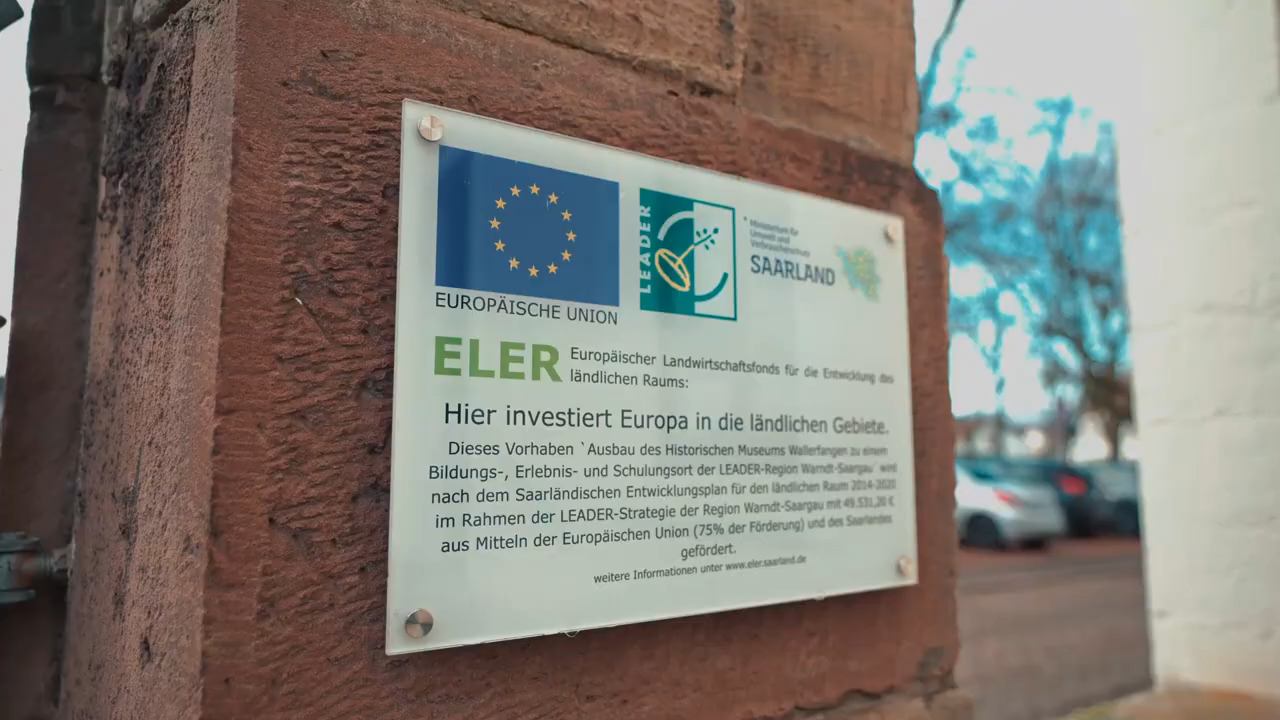 EUROPÄISCHE UNION
LEADER
Ministerium für
Umwelt und
Verbraucherschutz
SAARLAND
ELER
Europäischer Landwirtschaftsfonds für die Entwicklung des
ländlichen Raums:
Hier investiert Europa in die ländlichen Gebiete.
Dieses Vorhaben `Ausbau des Historischen Museums Wallerfangen zu einem
Bildungs-, Erlebnis- und Schulungsort der LEADER-Region Warndt-Saargau´ wird
nach dem Saarländischen Entwicklungsplan für den ländlichen Raum 2014-2020
im Rahmen der LEADER-Strategie der Region Warndt-Saargau mit 49.531,20 €
aus Mitteln der Europäischen Union (75% der Förderung) und des Saarlandes
gefördert.
weitere Informationen unter www.eler.saarland.de